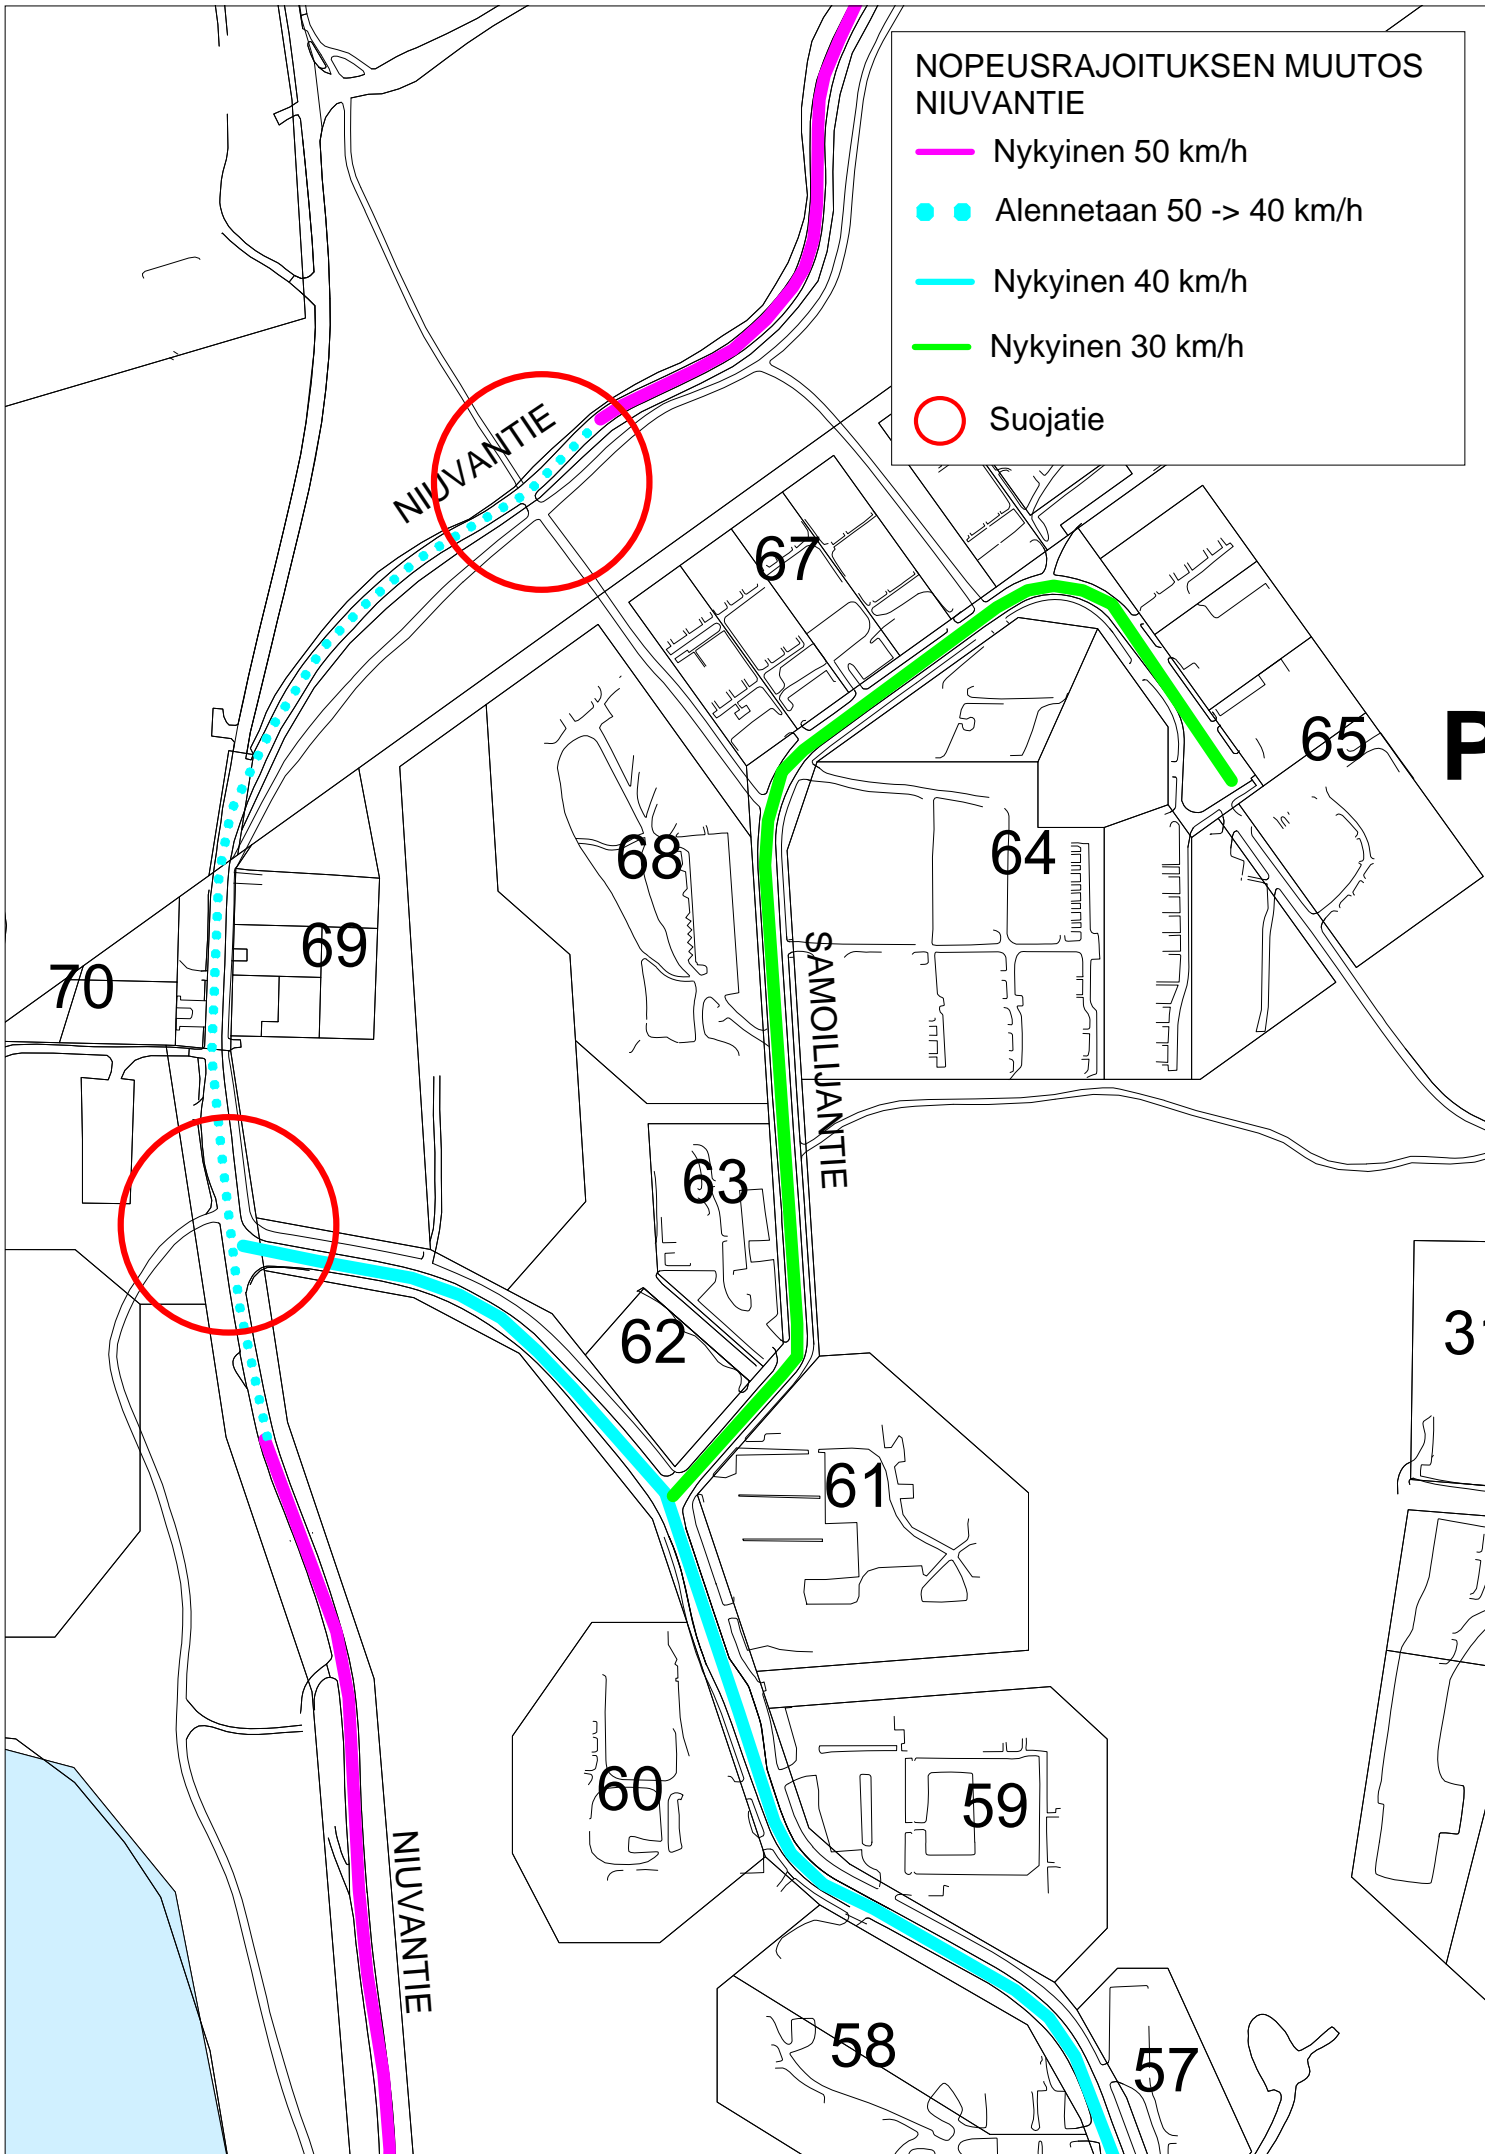 NOPEUSRAJOITUKSEN MUUTOS
NIUVANTIE
Nykyinen 50 km/h
Alennetaan 50 -> 40 km/h
Nykyinen 40 km/h
Nykyinen 30 km/h
Suojatie
NIUVANTIE
67
65
P
68
64
69
70
SAMOILIJANTIE
63
62
31
61
60
59
NIUVANTIE
58
57